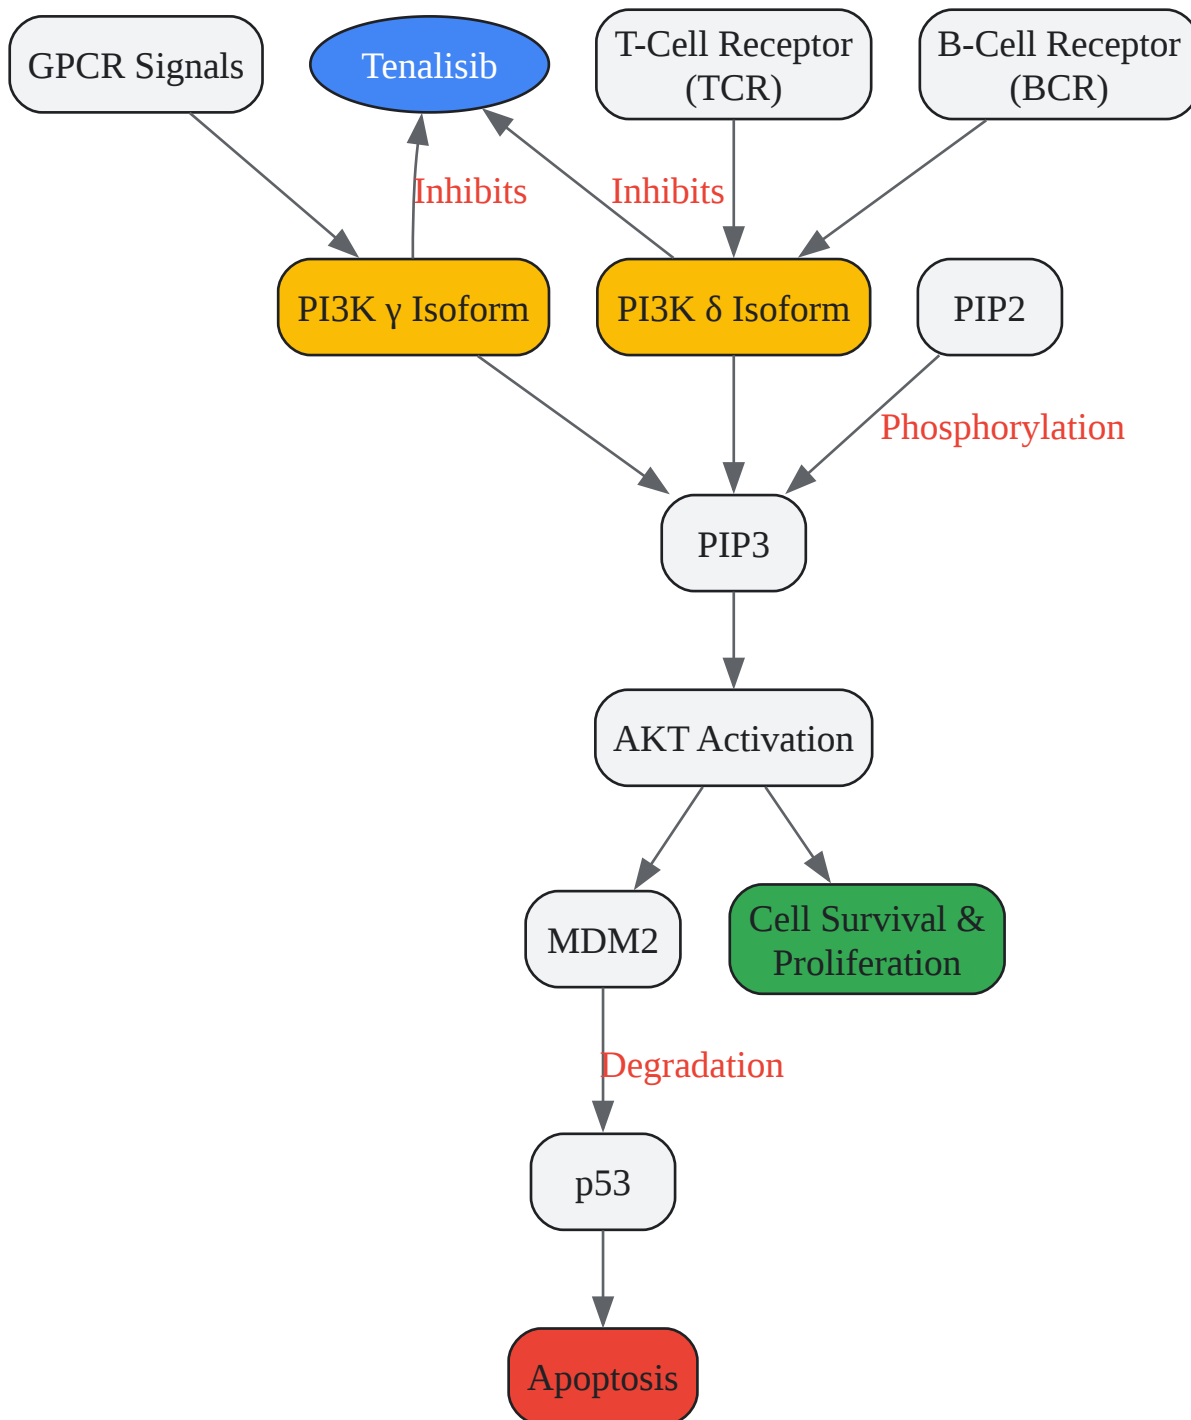 GPCR Signals
Tenalisib
T-Cell Receptor
(TCR)
B-Cell Receptor
(BCR)
Inhibits
Inhibits
PI3K γ Isoform
PI3K δ Isoform
PIP2
Phosphorylation
PIP3
AKT Activation
MDM2
Cell Survival &
Proliferation
Degradation
p53
Apoptosis